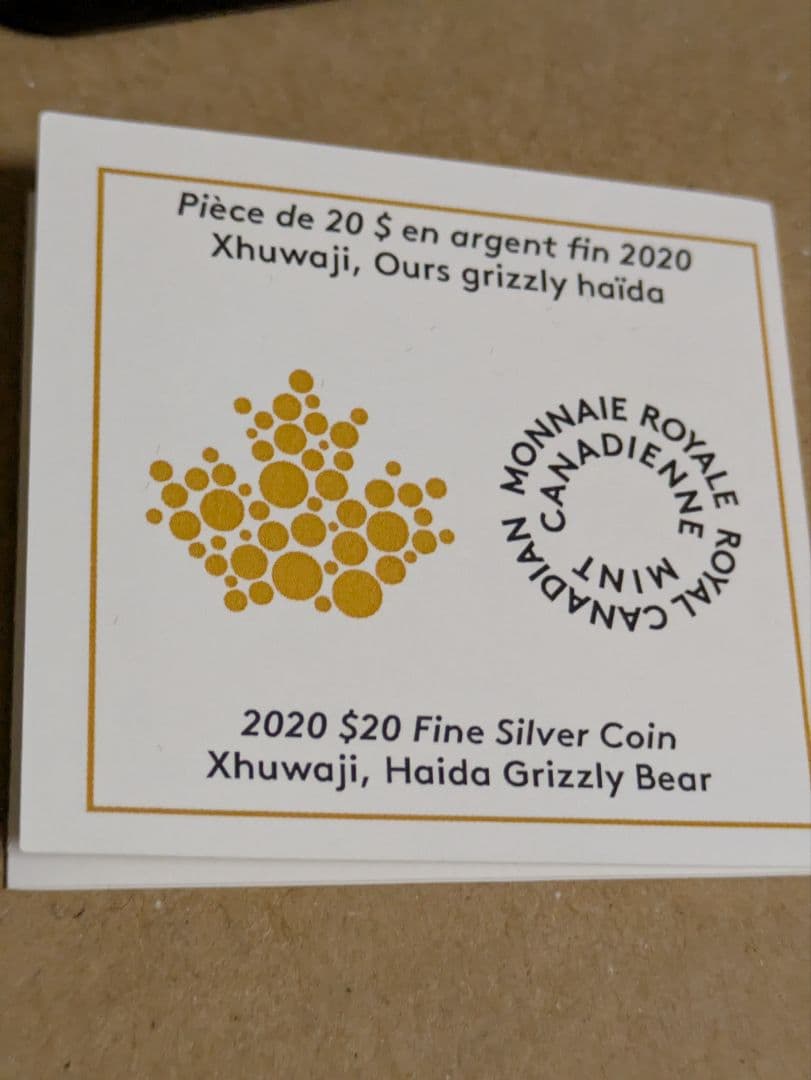 Pièce de 20 $ en argent fin 2020
Xhuwaji, Ours grizzly haïda
MONNAIE ROYALE
CANADIENNE
ROYAL CANADIAN
MINT
2020 $20 Fine Silver Coin
Xhuwaji, Haida Grizzly Bear